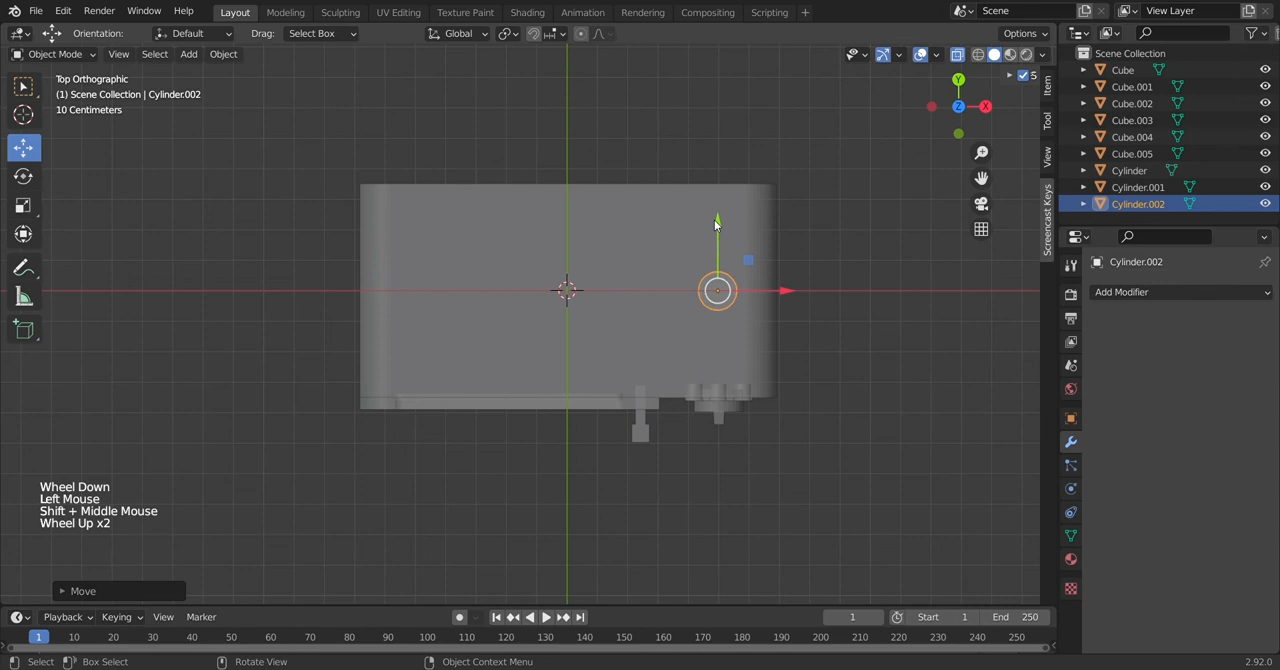 File Edit Render Window Help Layout Modeling Sculpting UV Editing Texture Paint Shading Animation Rendering Compositing Scripting + Scene View Layer
Orientation: Default Drag: Select Box Global Options
Object Mode View Select Add Object
Top Orthographic
(1) Scene Collection | Cylinder.002
10 Centimeters
5
Y
Z
X
Item
Tool
View
Screencast Keys
Scene Collection
Cube
Cube.001
Cube.002
Cube.003
Cube.004
Cube.005
Cylinder
Cylinder.001
Cylinder.002
Cylinder.002
Add Modifier
Wheel Down
Left Mouse
Shift + Middle Mouse
Wheel Up x2
Move
Playback Keying View Marker 1 Start 1 End 250
1 10 20 30 40 50 60 70 80 90 100 110 120 130 140 150 160 170 180 190 200 210 220 230 240 250
Select Box Select Rotate View Object Context Menu 2.92.0